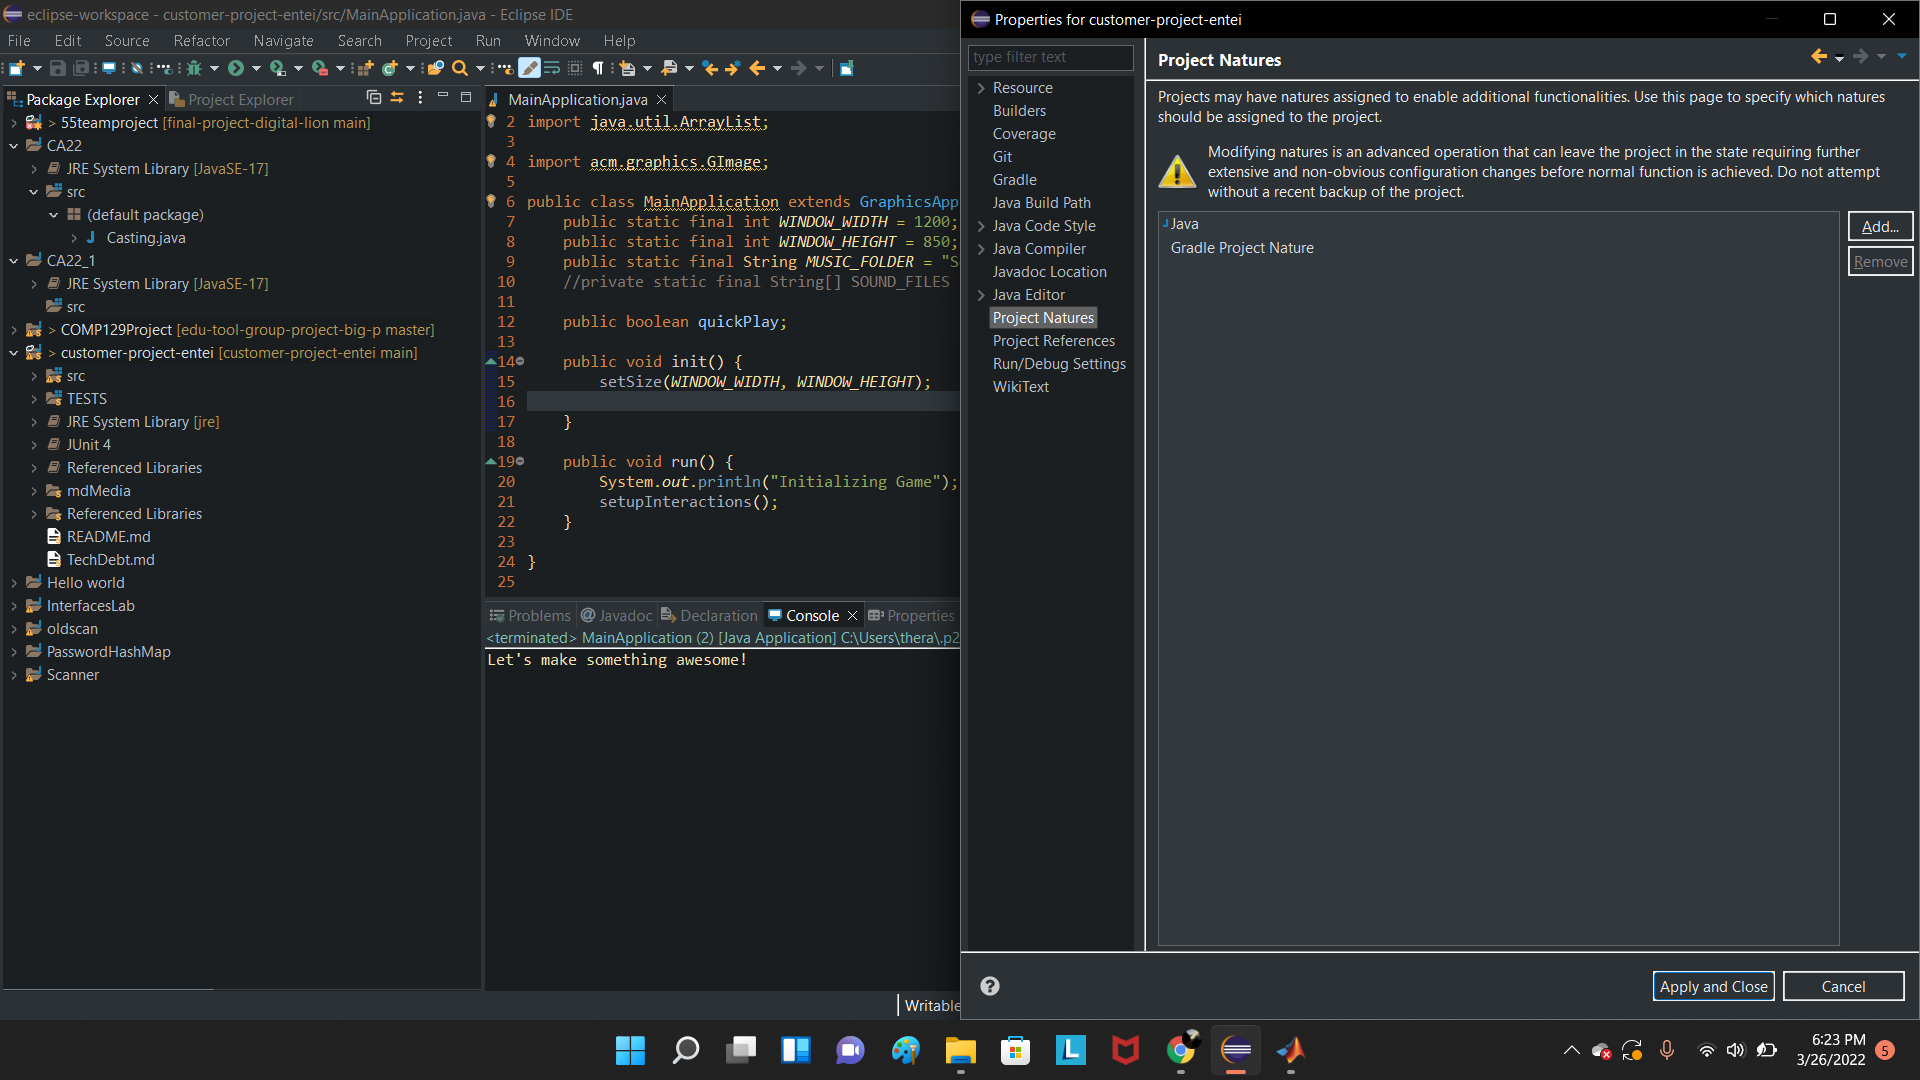 eclipse-workspace - customer-project-entei/src/MainApplication.java - Eclipse IDE
File Edit Source Refactor Navigate Search Project Run Window Help
Package Explorer Project Explorer
> 55teamproject [final-project-digital-lion main]
CA22
JRE System Library [JavaSE-17]
src
(default package)
Casting.java
CA22_1
JRE System Library [JavaSE-17]
src
> COMP129Project [edu-tool-group-project-big-p master]
> customer-project-entei [customer-project-entei main]
src
TESTS
JRE System Library [jre]
JUnit 4
Referenced Libraries
mdMedia
Referenced Libraries
README.md
TechDebt.md
Hello world
InterfacesLab
oldscan
PasswordHashMap
Scanner
MainApplication.java
2 import java.util.ArrayList;
3
4 import acm.graphics.GImage;
5
6 public class MainApplication extends GraphicsApp
7 public static final int WINDOW_WIDTH = 1200;
8 public static final int WINDOW_HEIGHT = 850;
9 public static final String MUSIC_FOLDER = "S
10 //private static final String[] SOUND_FILES
11
12 public boolean quickPlay;
13
14 public void init() {
15 setSize(WINDOW_WIDTH, WINDOW_HEIGHT);
16
17 }
18
19 public void run() {
20 System.out.println("Initializing Game");
21 setupInteractions();
22 }
23
24 }
25
Problems @ Javadoc Declaration Console Properties
<terminated> MainApplication (2) [Java Application] C:\Users\thera\.p2
Let's make something awesome!
Writable
Properties for customer-project-entei
type filter text
Resource
Builders
Coverage
Git
Gradle
Java Build Path
Java Code Style
Java Compiler
Javadoc Location
Java Editor
Project Natures
Project References
Run/Debug Settings
WikiText
Project Natures
Projects may have natures assigned to enable additional functionalities. Use this page to specify which natures
should be assigned to the project.
Modifying natures is an advanced operation that can leave the project in the state requiring further
extensive and non-obvious configuration changes before normal function is achieved. Do not attempt
without a recent backup of the project.
Java
Gradle Project Nature
Add...
Remove
Apply and Close Cancel
L
6:23 PM
3/26/2022
5